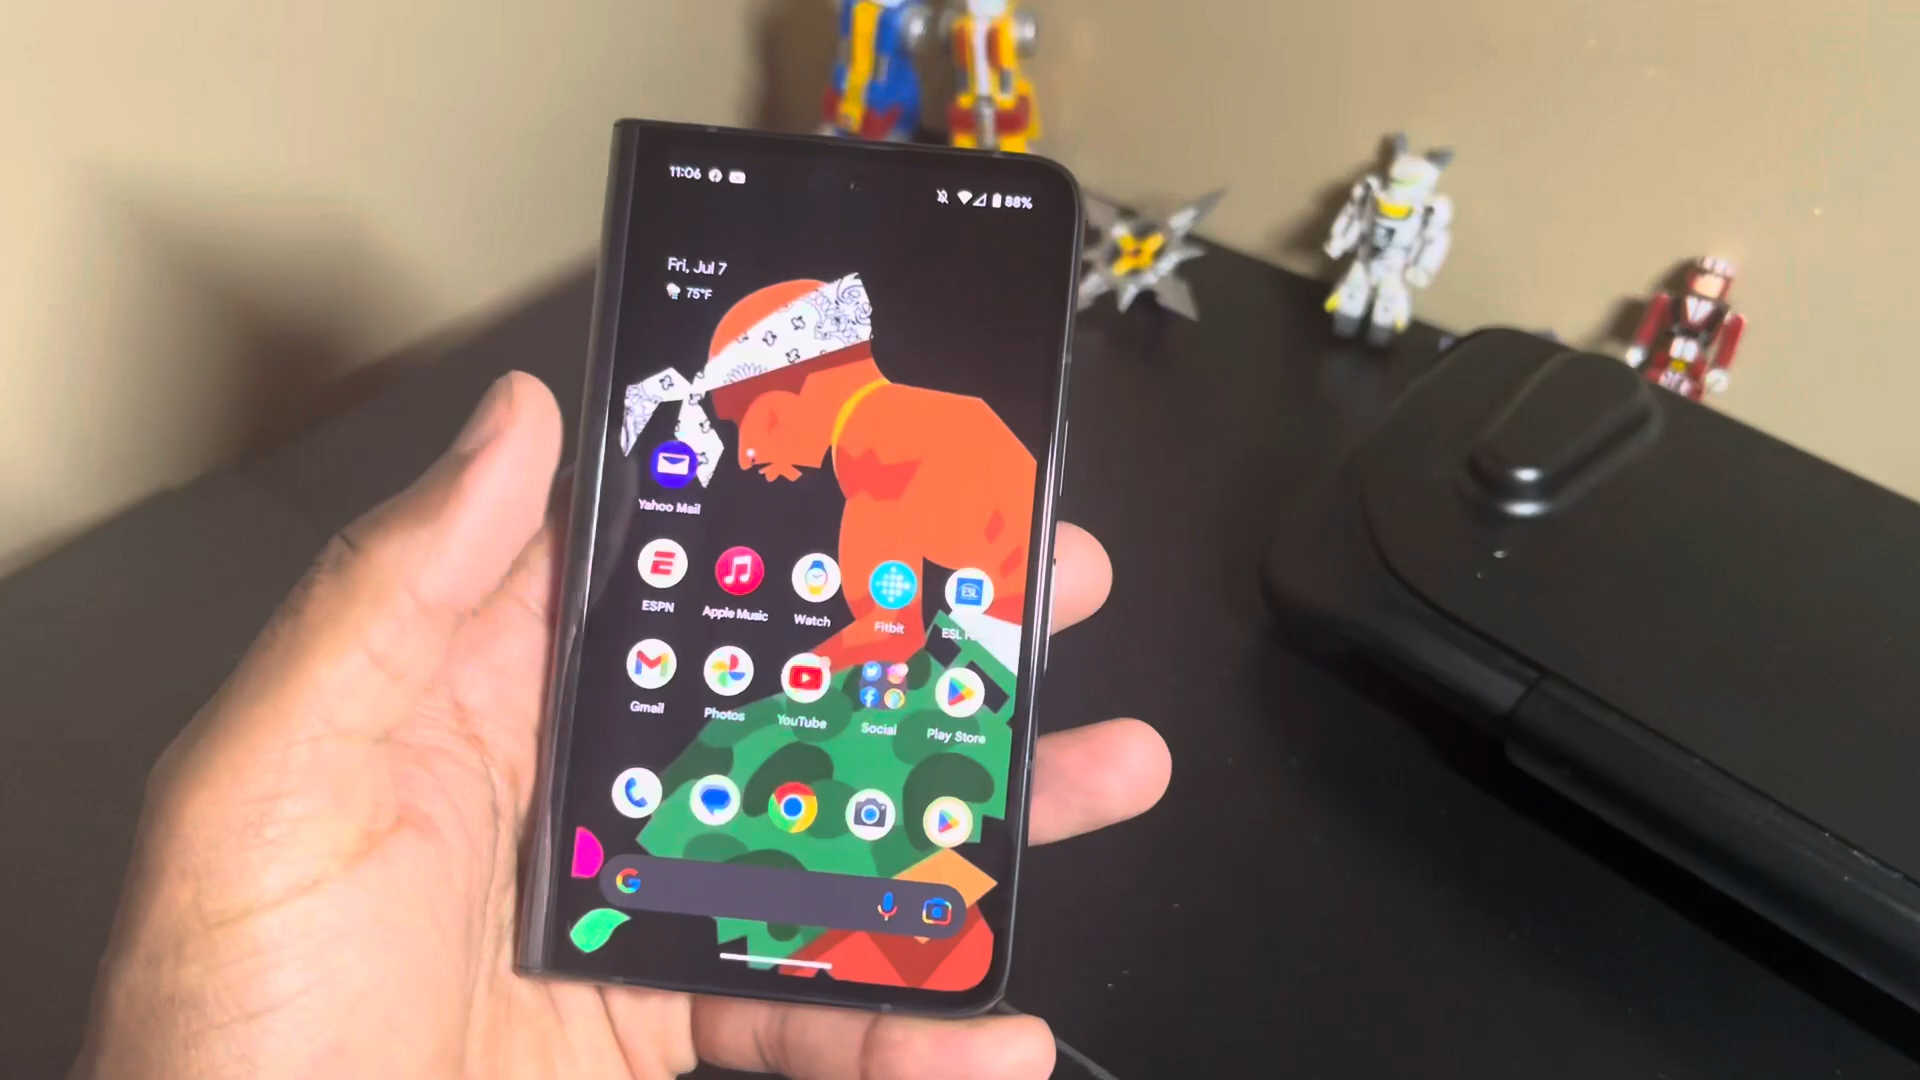 11:06
88%
Fri, Jul 7
75°F
Yahoo Mail
ESPN
Apple Music
Watch
Fitbit
ESL
Gmail
Photos
YouTube
Social
Play Store